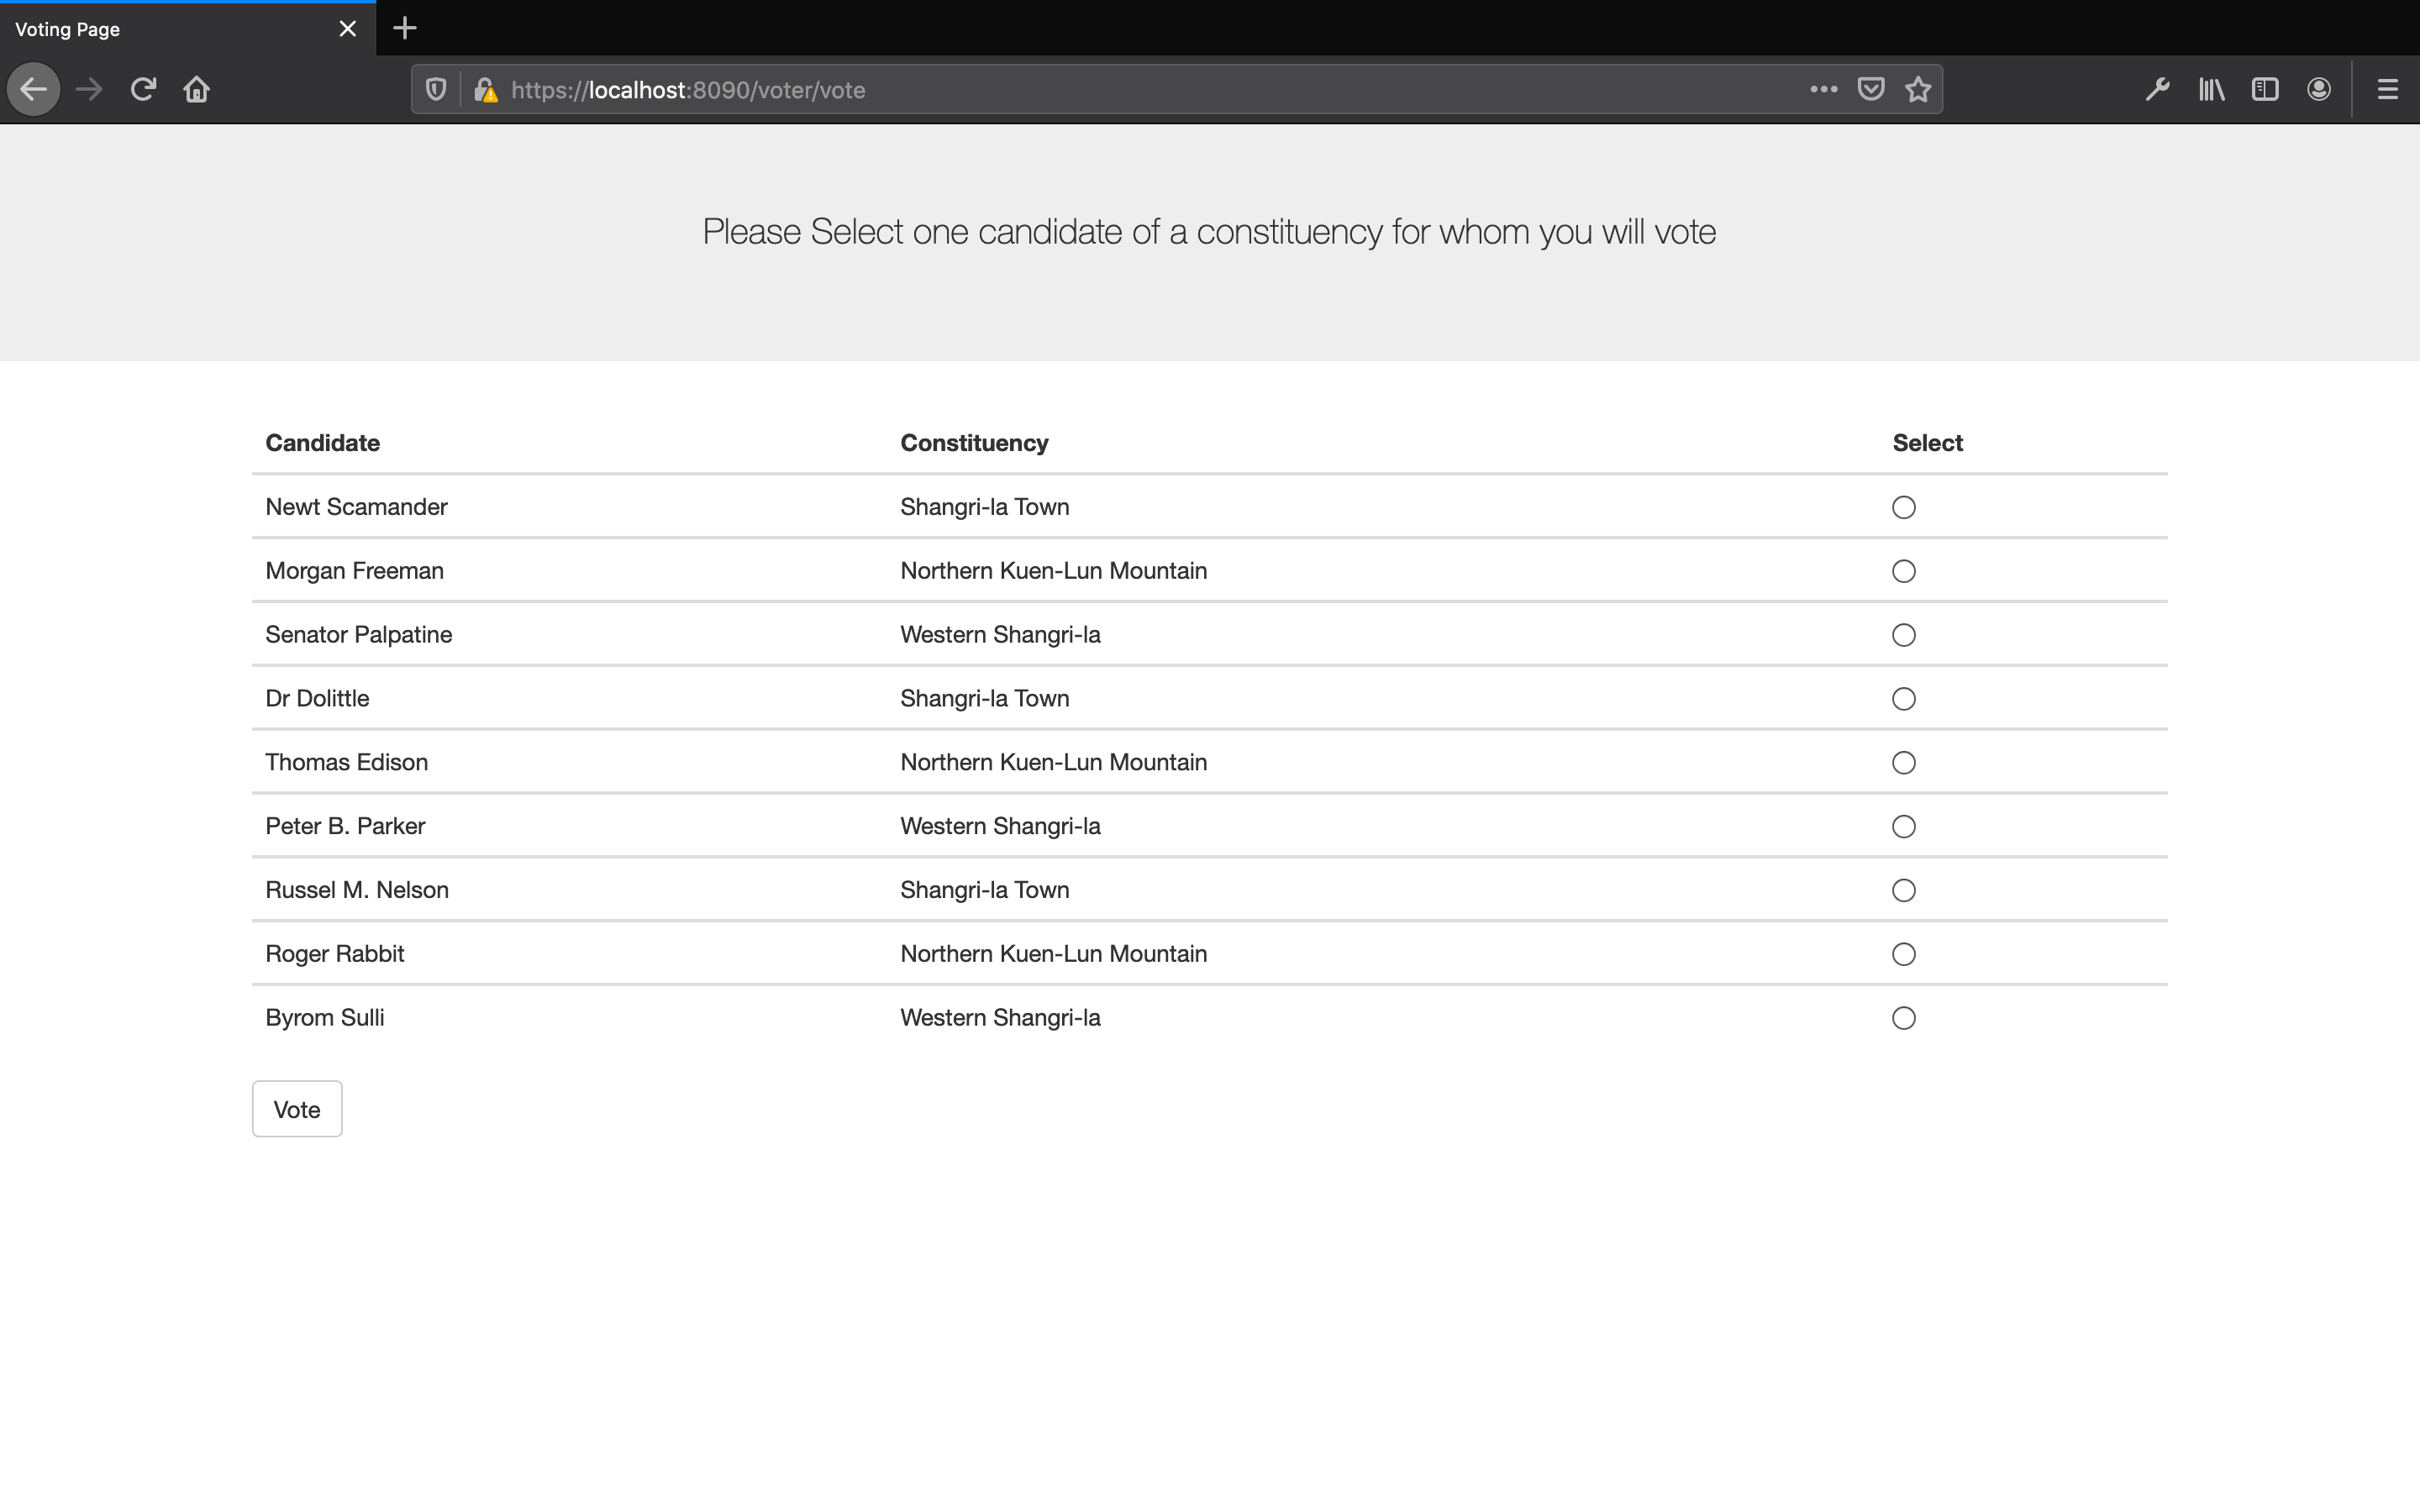 Voting Page
https://localhost:8090/voter/vote
Please Select one candidate of a constituency for whom you will vote
Candidate Constituency Select
Newt Scamander Shangri-la Town
Morgan Freeman Northern Kuen-Lun Mountain
Senator Palpatine Western Shangri-la
Dr Dolittle Shangri-la Town
Thomas Edison Northern Kuen-Lun Mountain
Peter B. Parker Western Shangri-la
Russel M. Nelson Shangri-la Town
Roger Rabbit Northern Kuen-Lun Mountain
Byrom Sulli Western Shangri-la
Vote